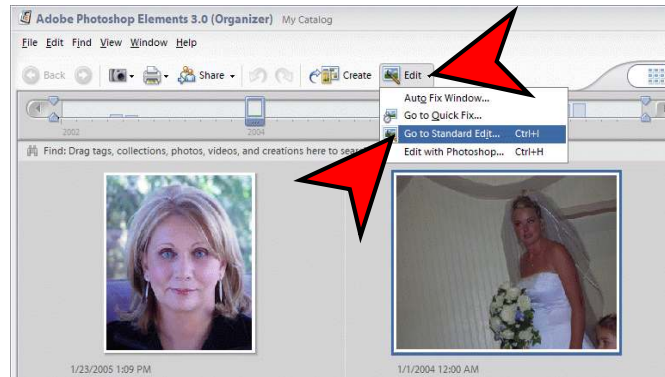 Adobe Photoshop Elements 3.0 (Organizer) My Catalog
File Edit Find View Window Help
Back Share Create Edit
Auto Fix Window...
Go to Quick Fix...
Go to Standard Edit... Ctrl+I
Edit with Photoshop... Ctrl+H
2002 2004
Find: Drag tags, collections, photos, videos, and creations here to
1/23/2005 1:09 PM 1/1/2004 12:00 AM